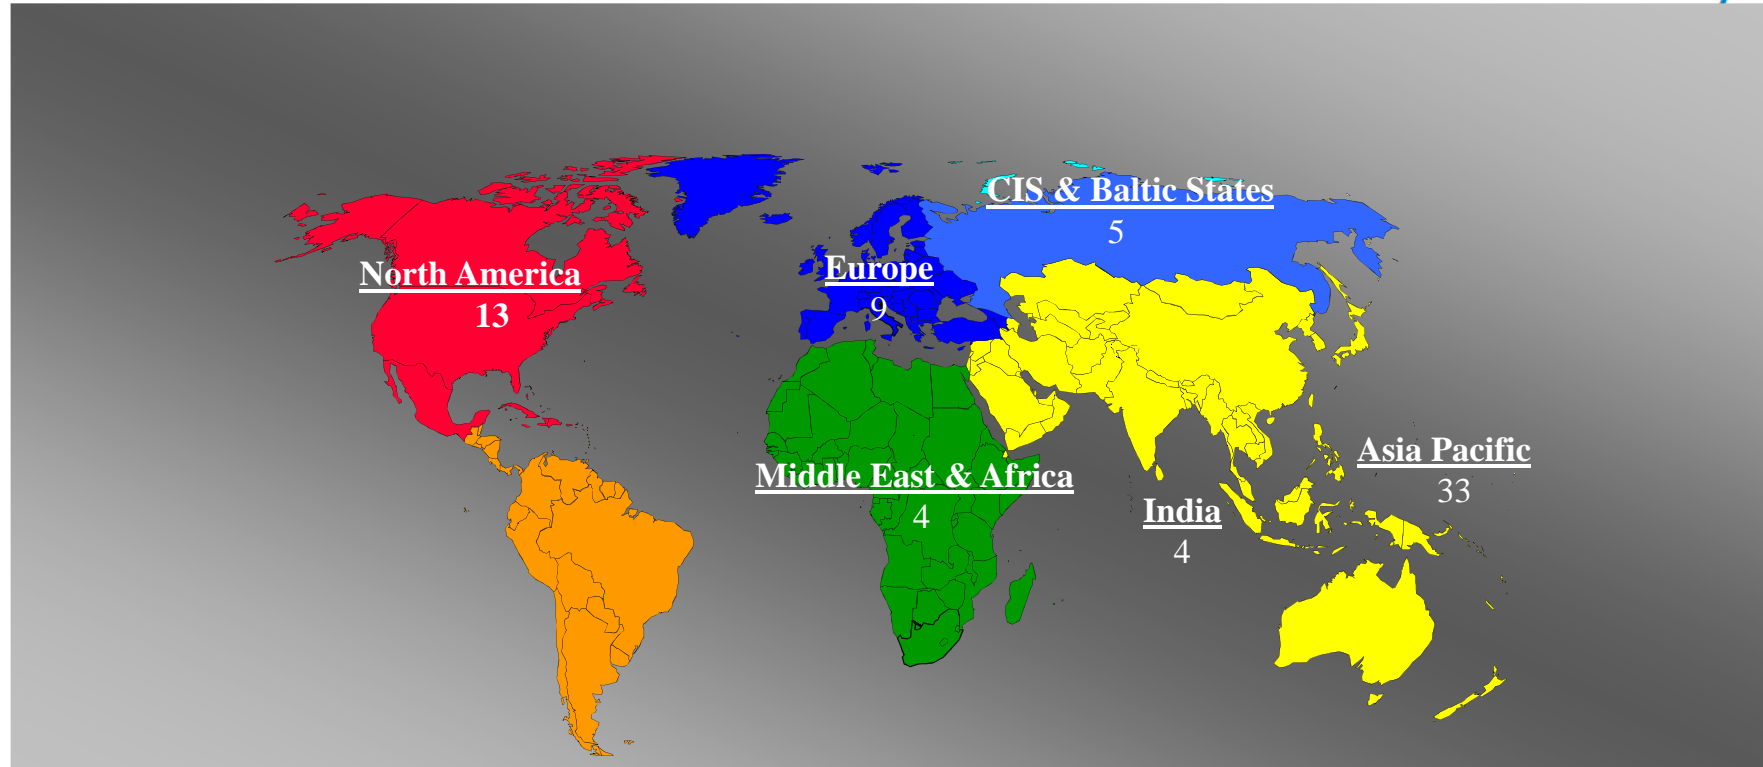 CIS & Baltic States
5
North America
13
Europe
9
Middle East & Africa
4
Asia Pacific
33
India
4